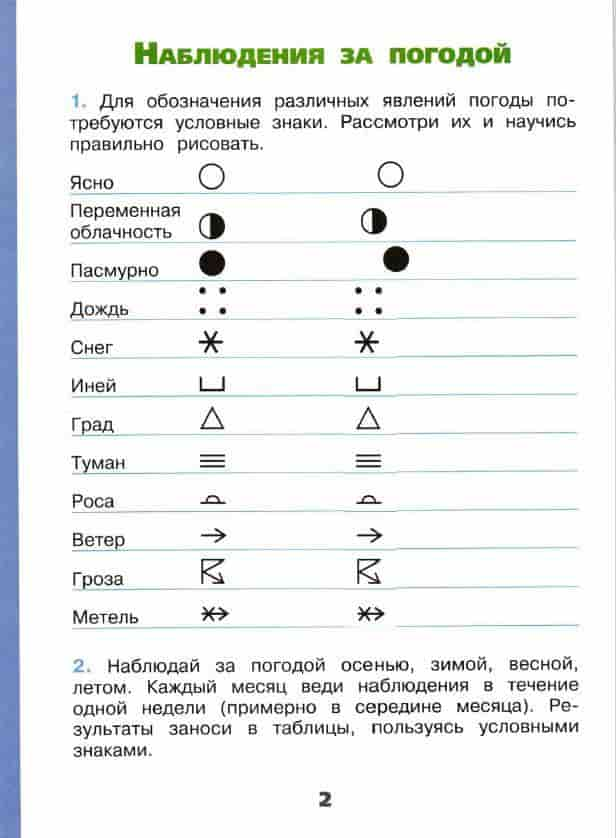 НАБЛЮДЕНИЯ ЗА ПОГОДОЙ
1. Для обозначения различных явлений погоды по-
требуются условные знаки. Рассмотри их и научись
правильно рисовать.
Ясно
Переменная
облачность
Пасмурно
Дождь
Снег
Иней
Град
Туман
Роса
Ветер
Гроза
Метель
2. Наблюдай за погодой осенью, зимой, весной,
летом. Каждый месяц веди наблюдения в течение
одной недели (примерно в середине месяца). Ре-
зультаты заноси в таблицы, пользуясь условными
знаками.
2